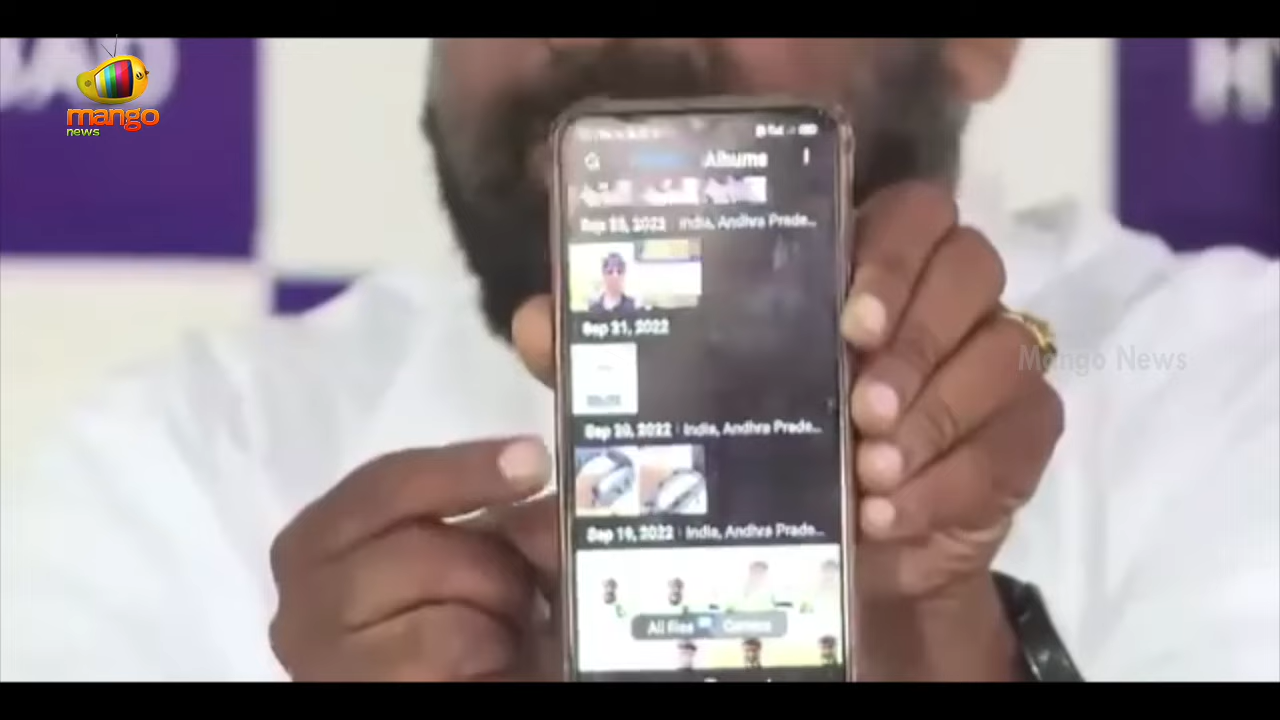 mango
news
Albums
Sep 23, 2022 India, Andhra Prade...
Sep 21, 2022
Mango News
Sep 20, 2022 India, Andhra Prade...
Sep 19, 2022 India, Andhra Prade...
All files Camera